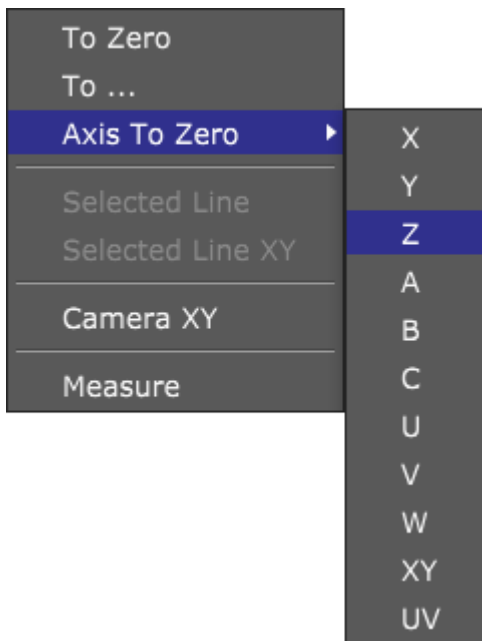 To Zero
To ...
Axis To Zero
Selected Line
Selected Line XY
Camera XY
Measure
X
Y
Z
A
B
C
U
V
W
XY
UV